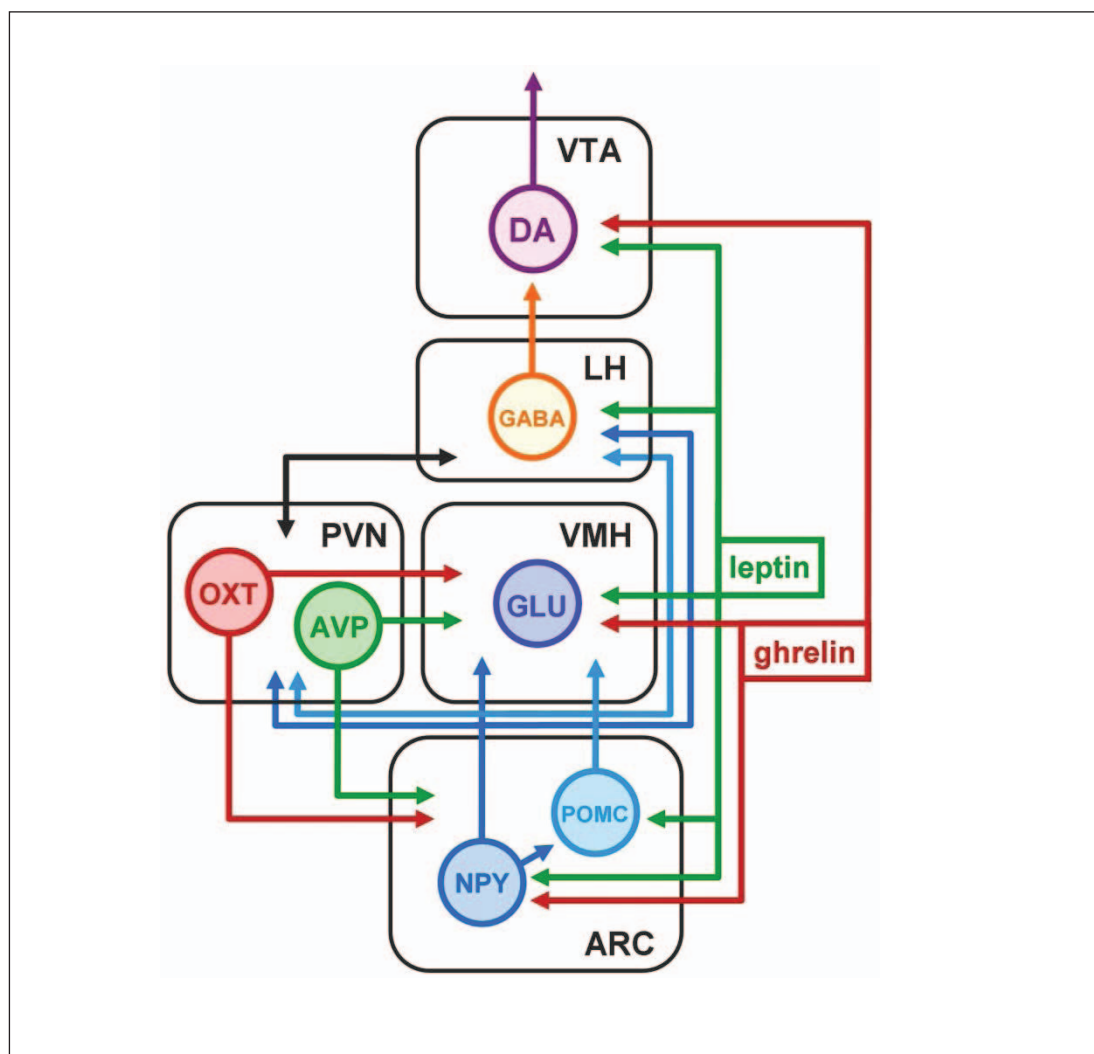 VTA
DA
LH
GABA
PVN
VMH
OXT
AVP
GLU
leptin
ghrelin
POMC
NPY
ARC